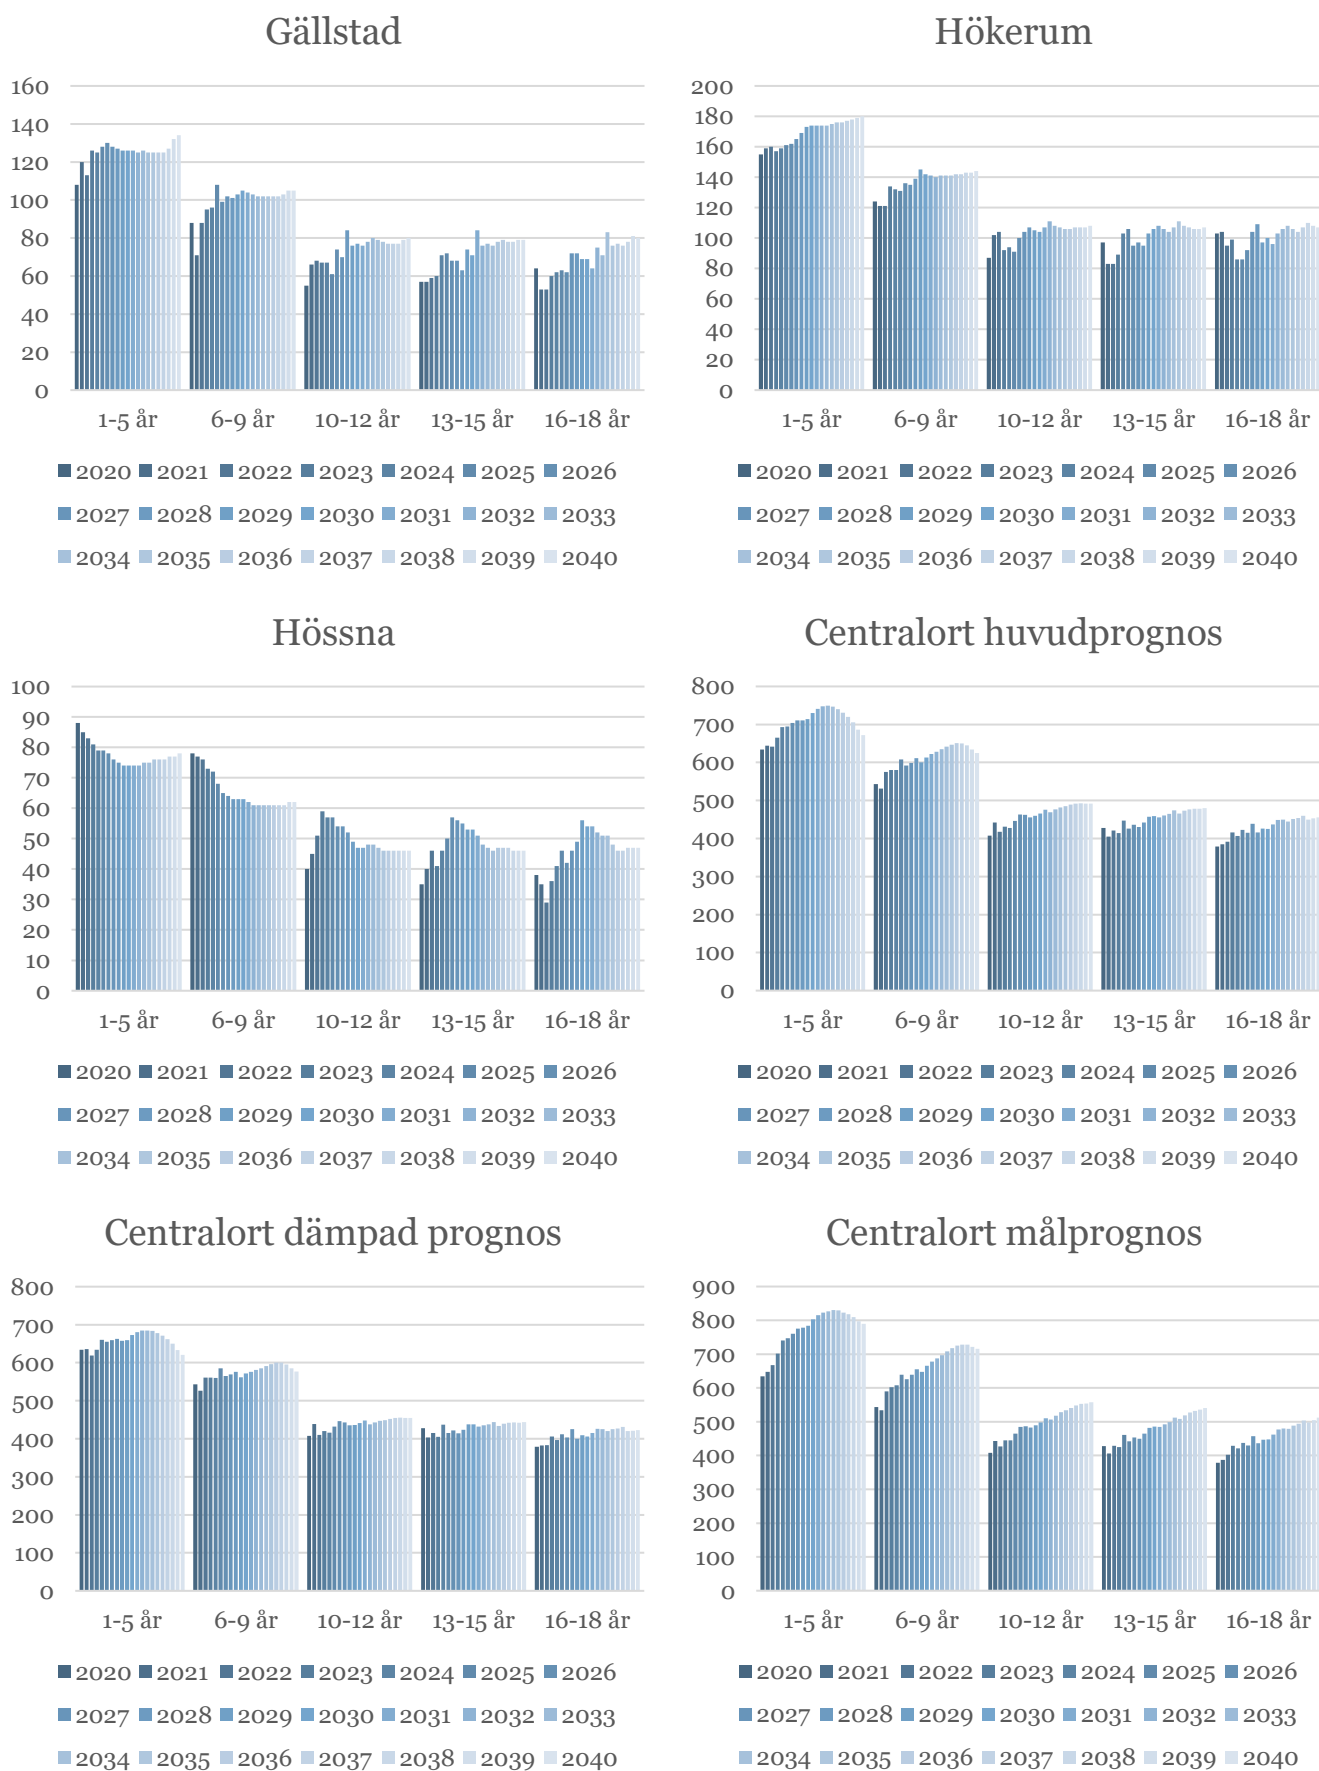 Gällstad
160
140
120
100
80
60
40
20
0
1-5 år 6-9 år 10-12 år 13-15 år 16-18 år
2020 2021 2022 2023 2024 2025 2026
2027 2028 2029 2030 2031 2032 2033
2034 2035 2036 2037 2038 2039 2040
Hökerum
200
180
160
140
120
100
80
60
40
20
0
1-5 år 6-9 år 10-12 år 13-15 år 16-18 år
2020 2021 2022 2023 2024 2025 2026
2027 2028 2029 2030 2031 2032 2033
2034 2035 2036 2037 2038 2039 2040
Hössna
100
90
80
70
60
50
40
30
20
10
0
1-5 år 6-9 år 10-12 år 13-15 år 16-18 år
2020 2021 2022 2023 2024 2025 2026
2027 2028 2029 2030 2031 2032 2033
2034 2035 2036 2037 2038 2039 2040
Centralort huvudprognos
800
700
600
500
400
300
200
100
0
1-5 år 6-9 år 10-12 år 13-15 år 16-18 år
2020 2021 2022 2023 2024 2025 2026
2027 2028 2029 2030 2031 2032 2033
2034 2035 2036 2037 2038 2039 2040
Centralort dämpad prognos
800
700
600
500
400
300
200
100
0
1-5 år 6-9 år 10-12 år 13-15 år 16-18 år
2020 2021 2022 2023 2024 2025 2026
2027 2028 2029 2030 2031 2032 2033
2034 2035 2036 2037 2038 2039 2040
Centralort målprognos
900
800
700
600
500
400
300
200
100
0
1-5 år 6-9 år 10-12 år 13-15 år 16-18 år
2020 2021 2022 2023 2024 2025 2026
2027 2028 2029 2030 2031 2032 2033
2034 2035 2036 2037 2038 2039 2040